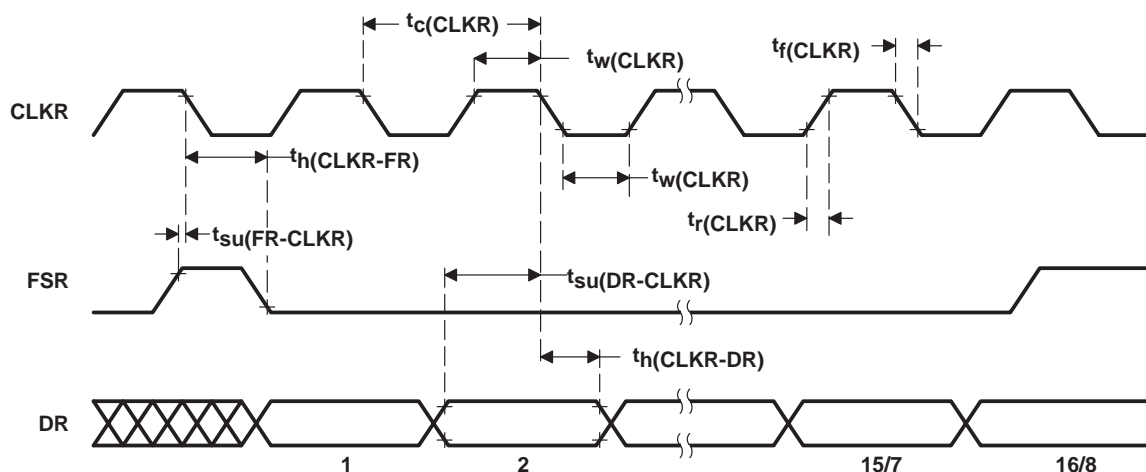 tc(CLKR)
tw(CLKR)
tf(CLKR)
CLKR
th(CLKR-FR)
tw(CLKR)
tr(CLKR)
tsu(FR-CLKR)
FSR
tsu(DR-CLKR)
th(CLKR-DR)
DR
1 2 15/7 16/8